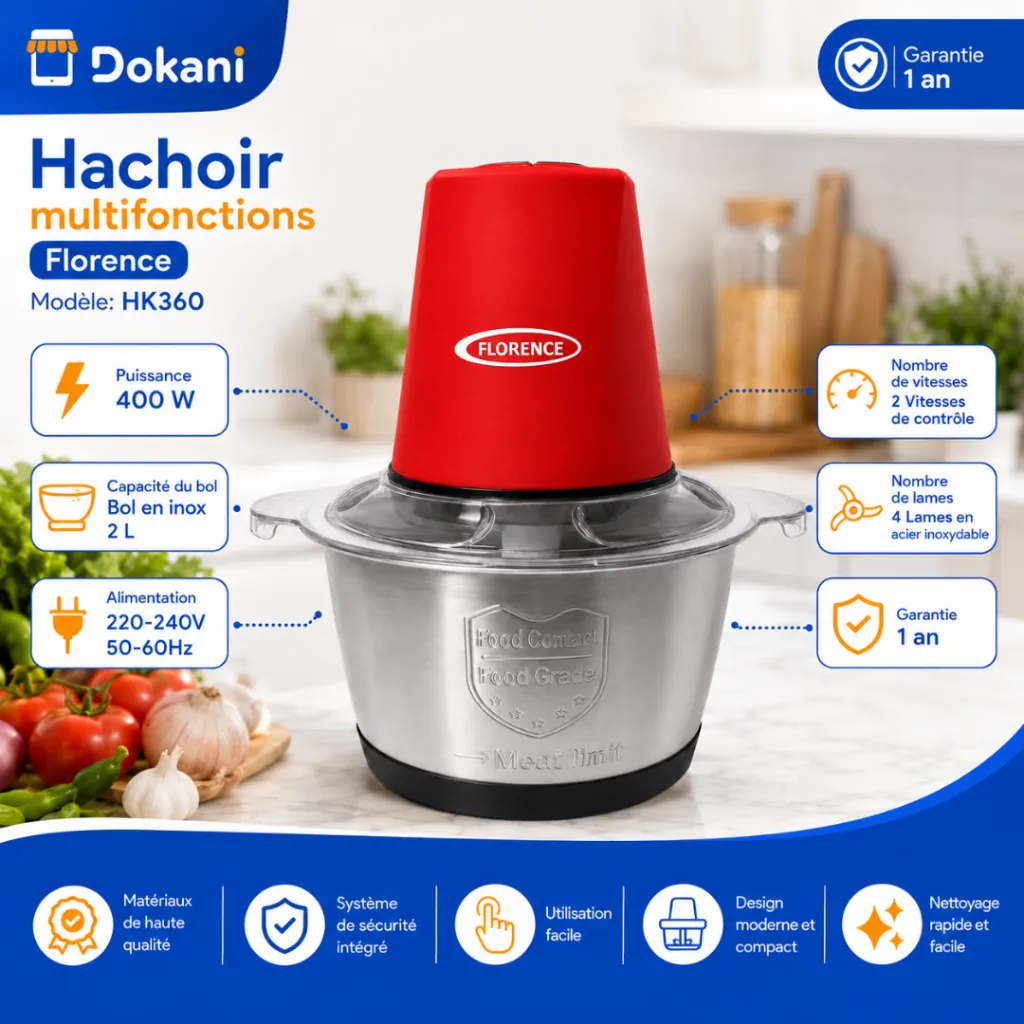 Dokani
Garantie
1 an
Hachoir
multifonctions
Florence
Modèle: HK360
FLORENCE
Puissance
400 W
Nombre
de vitesses
2 Vitesses
de contrôle
Capacité du bol
Bol en inox
2 L
Nombre
de lames
4 Lames en
acier inoxydable
Alimentation
220-240V
50-60Hz
Garantie
1 an
Food Contact
Food Grade
→Meat limit
Matériaux
de haute
qualité
Système
de sécurité
intégré
Utilisation
facile
Design
moderne et
compact
Nettoyage
rapide et
facile